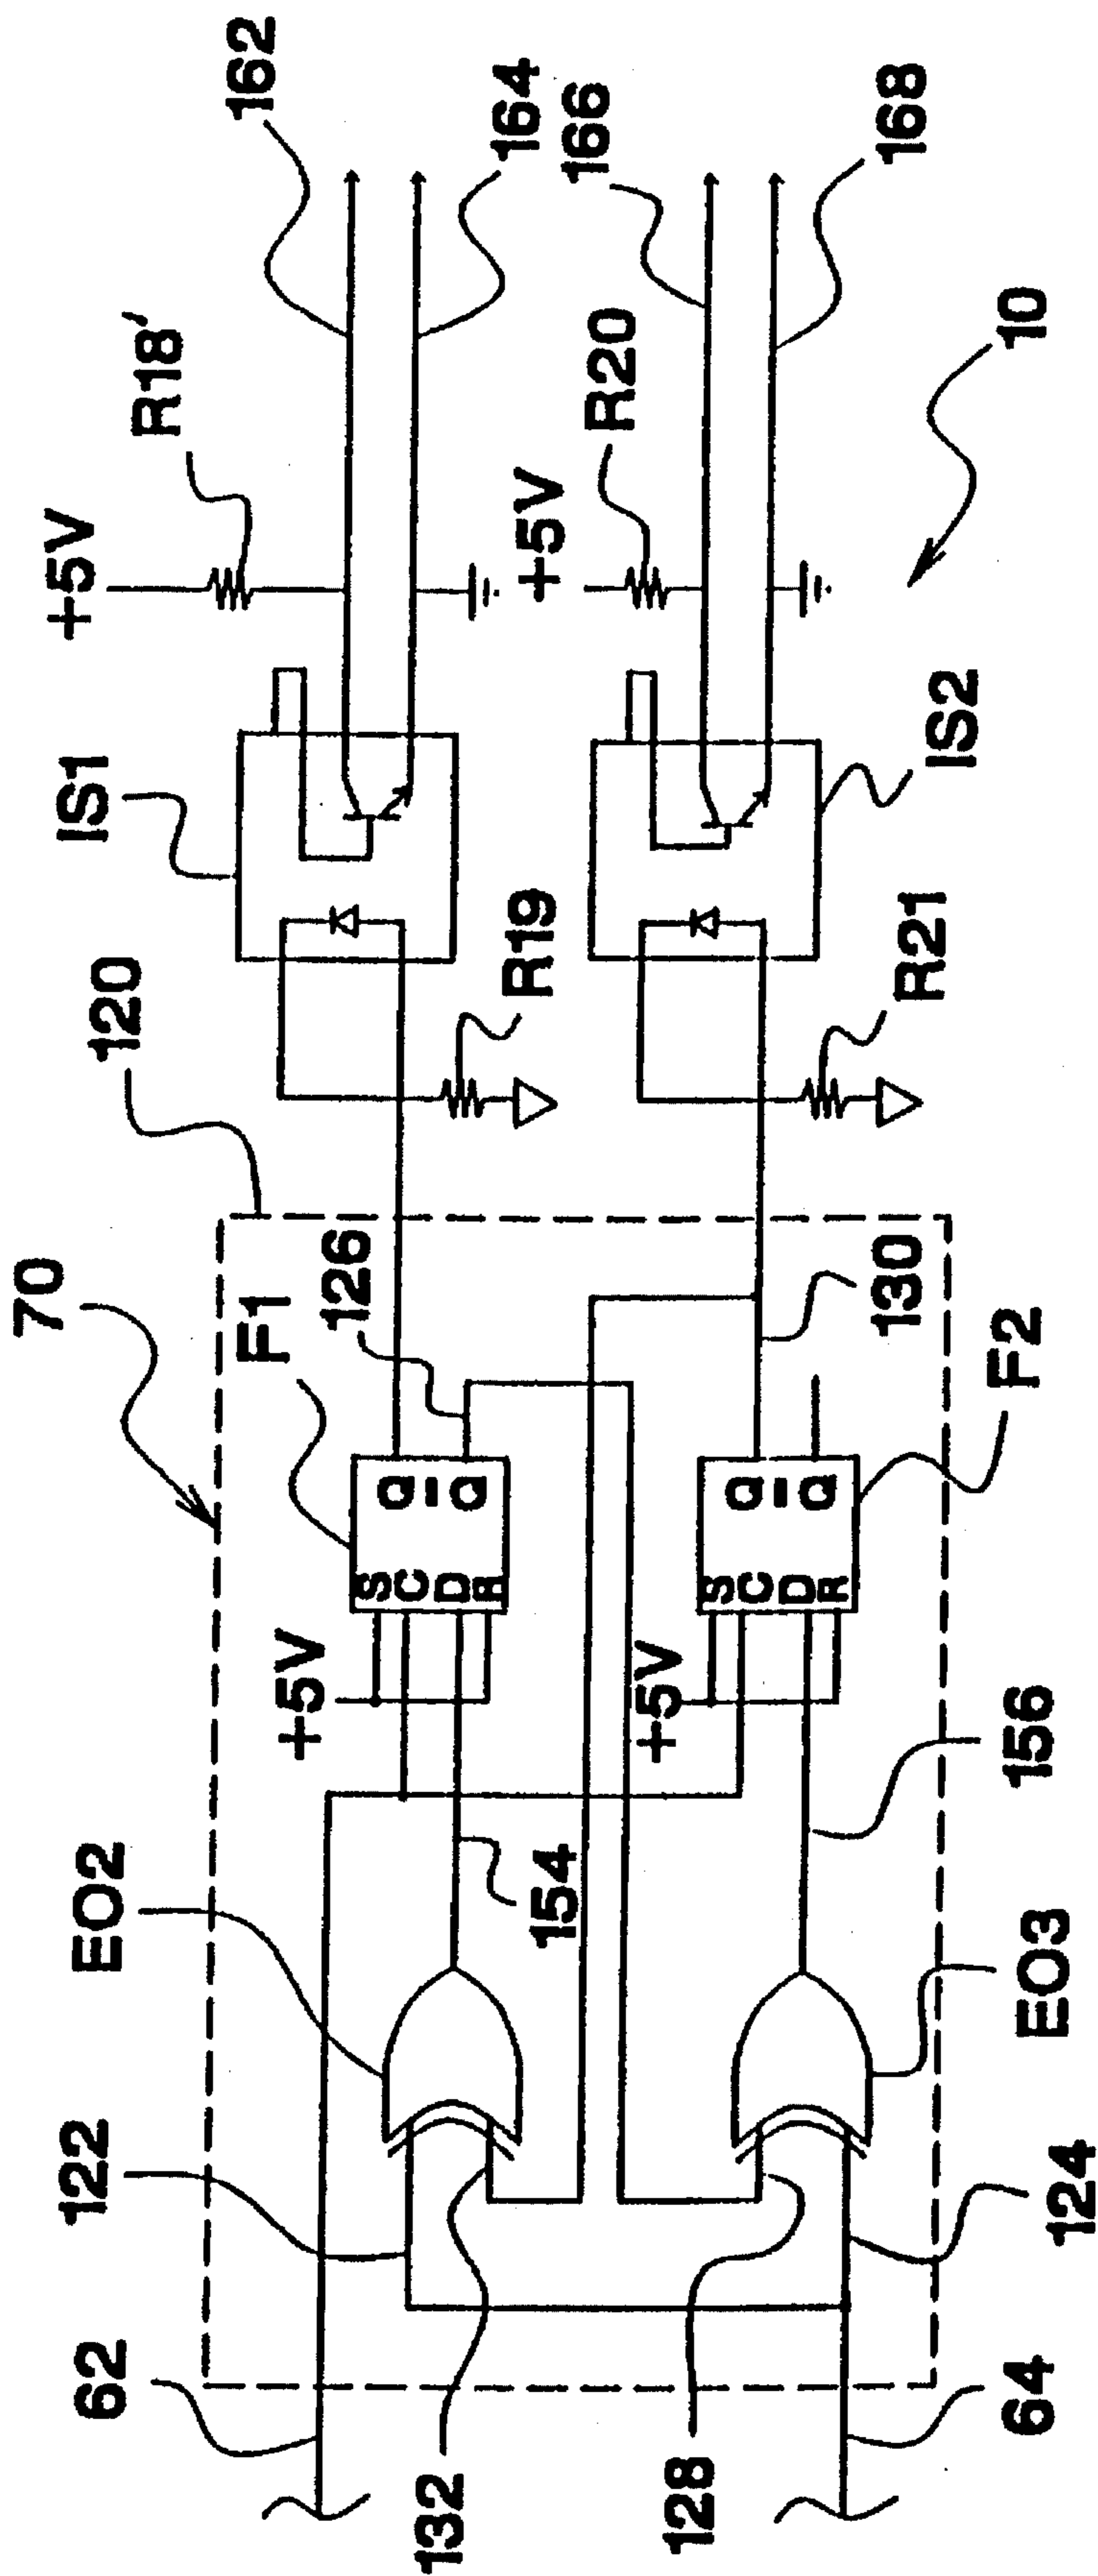 70
120
IS1
+5V
R18'
162
164
62
122
EO2
+5V
F1
126
S
C
D
R
Q
Q
R19
132
154
+5V
R20
166
128
+5V
S
C
D
R
Q
Q
130
R21
IS2
168
64
124
EO3
156
F2
10